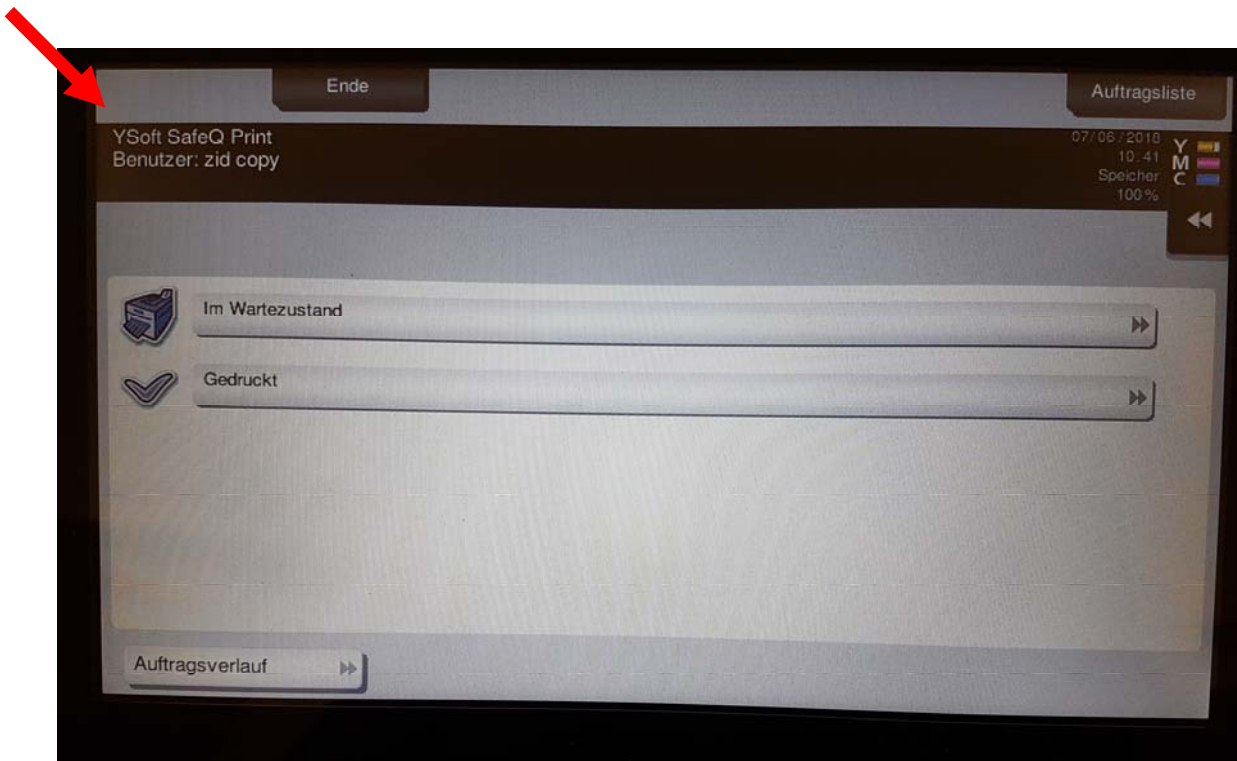 Ende
Auftragsliste
YSoft SafeQ Print
Benutzer: zid copy
07/06/2018
10:41
Speicher
100 %
Y
M
C
Im Wartezustand
Gedruckt
Auftragsverlauf